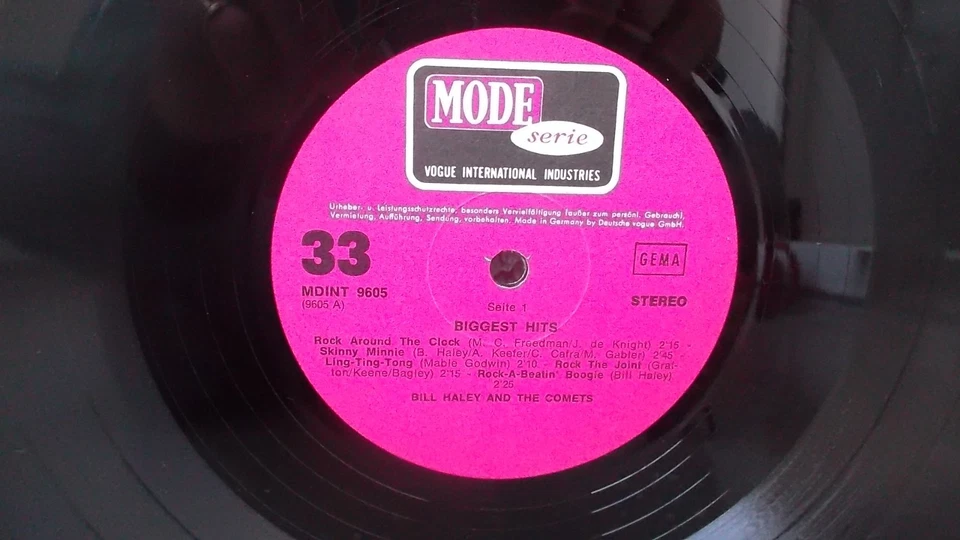 MODE
serie
VOGUE INTERNATIONAL INDUSTRIES
Urheber- u. Leistungsschutzrechte, besonders Vervielfältigung (außer zum persönl. Gebrauch),
Vermietung, Aufführung, Sendung, vorbehalten. Made in Germany by Deutsche vogue GmbH.
33
GEMA
MDINT 9605
(9605 A)
STEREO
Seite 1
BIGGEST HITS
Rock Around The Clock (M. C. Freedman/J. de Knight) 2'15 -
Skinny Minnie (B. Haley/A. Keefer/C. Cafra/M. Gabler) 2'45 -
Ling-Ting-Tong (Mable Godwin) 2'10 - Rock The Joint (Graf-
ton/Keene/Bagley) 2'15 - Rock-A-Beatin' Boogie (Bill Haley)
2'25
BILL HALEY AND THE COMETS